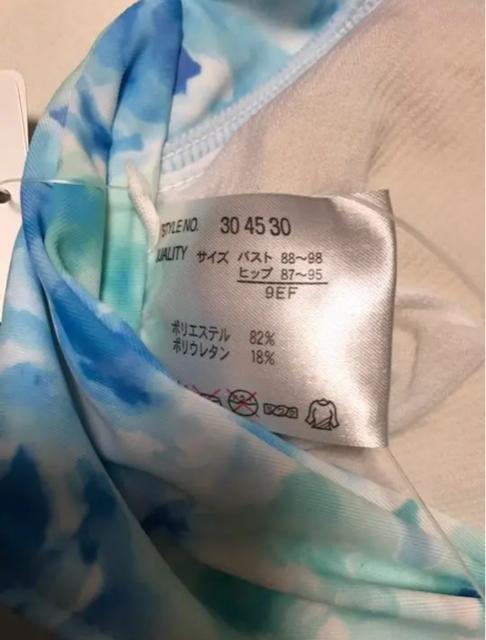 STYLE NO. 30 45 30
QUALITY サイズ バスト 88〜98
ヒップ 87〜95
9EF
ポリエステル 82%
ポリウレタン 18%